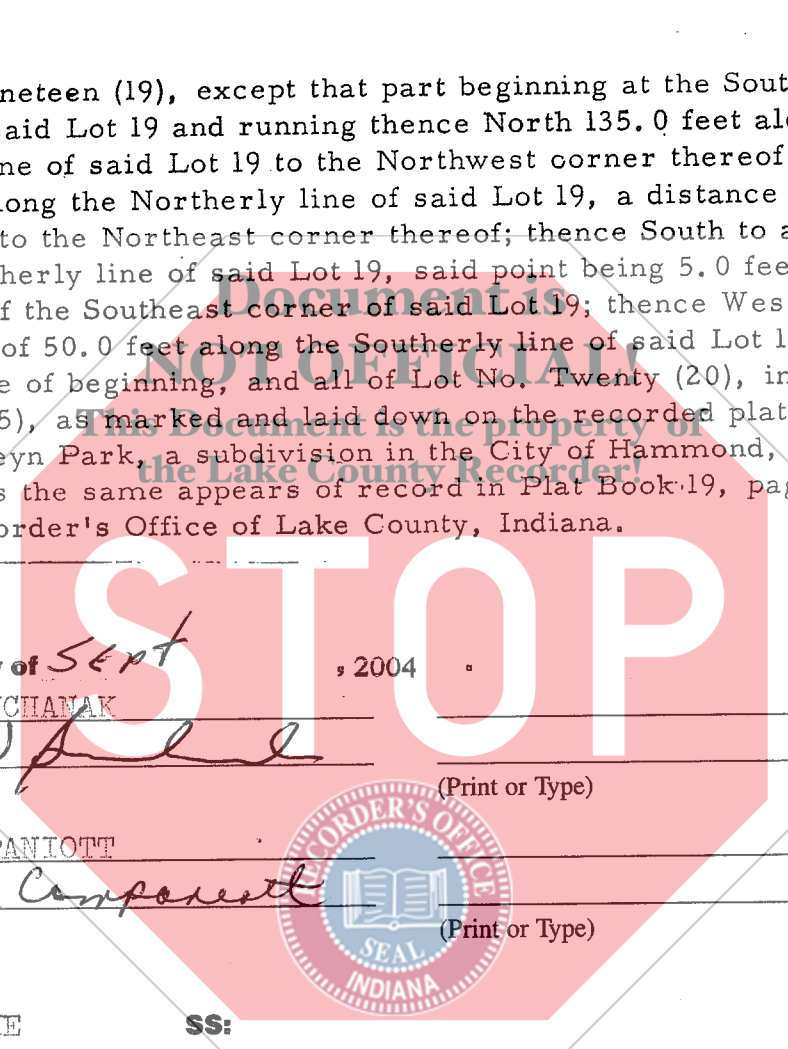 neteen (19), except that part beginning at the Sout
aid Lot 19 and running thence North 135.0 feet al
ne of said Lot 19 to the Northwest corner thereof
long the Northerly line of said Lot 19, a distance
to the Northeast corner thereof; thence South to a
herly line of said Lot 19, said point being 5.0 fee
f the Southeast corner of said Lot 19; thence Wes
of 50.0 feet along the Southerly line of said Lot 1
e of beginning, and all of Lot No. Twenty (20), in
5), as marked and laid down on the recorded plat
eyn Park, a subdivision in the City of Hammond,
s the same appears of record in Plat Book 19, pag
order's Office of Lake County, Indiana.
Document is
NOT OFFICIAL!
This Document is the property of
the Lake County Recorder!
STOP
of Sept , 2004 .
CHANAK
(Print or Type)
PANIOTT
Companiott
(Print or Type)
RECORDER'S OFFICE
SEAL
INDIANA
E SS: